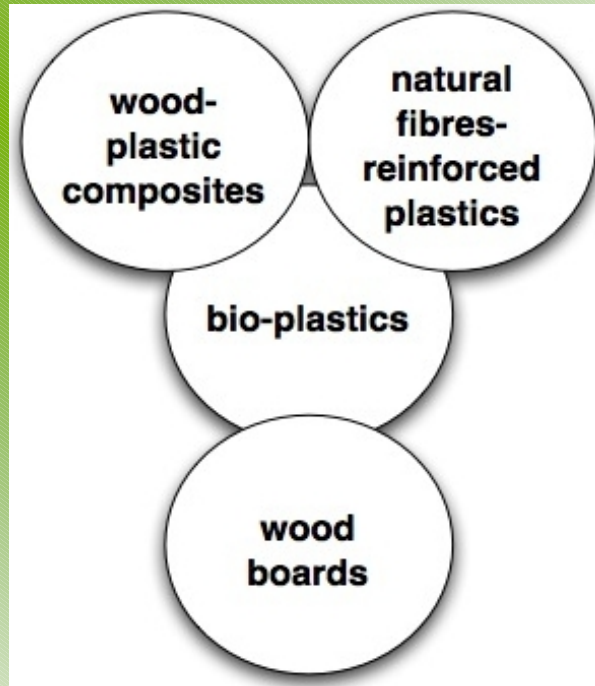 wood-
plastic
composites
natural
fibres-
reinforced
plastics
bio-plastics
wood
boards